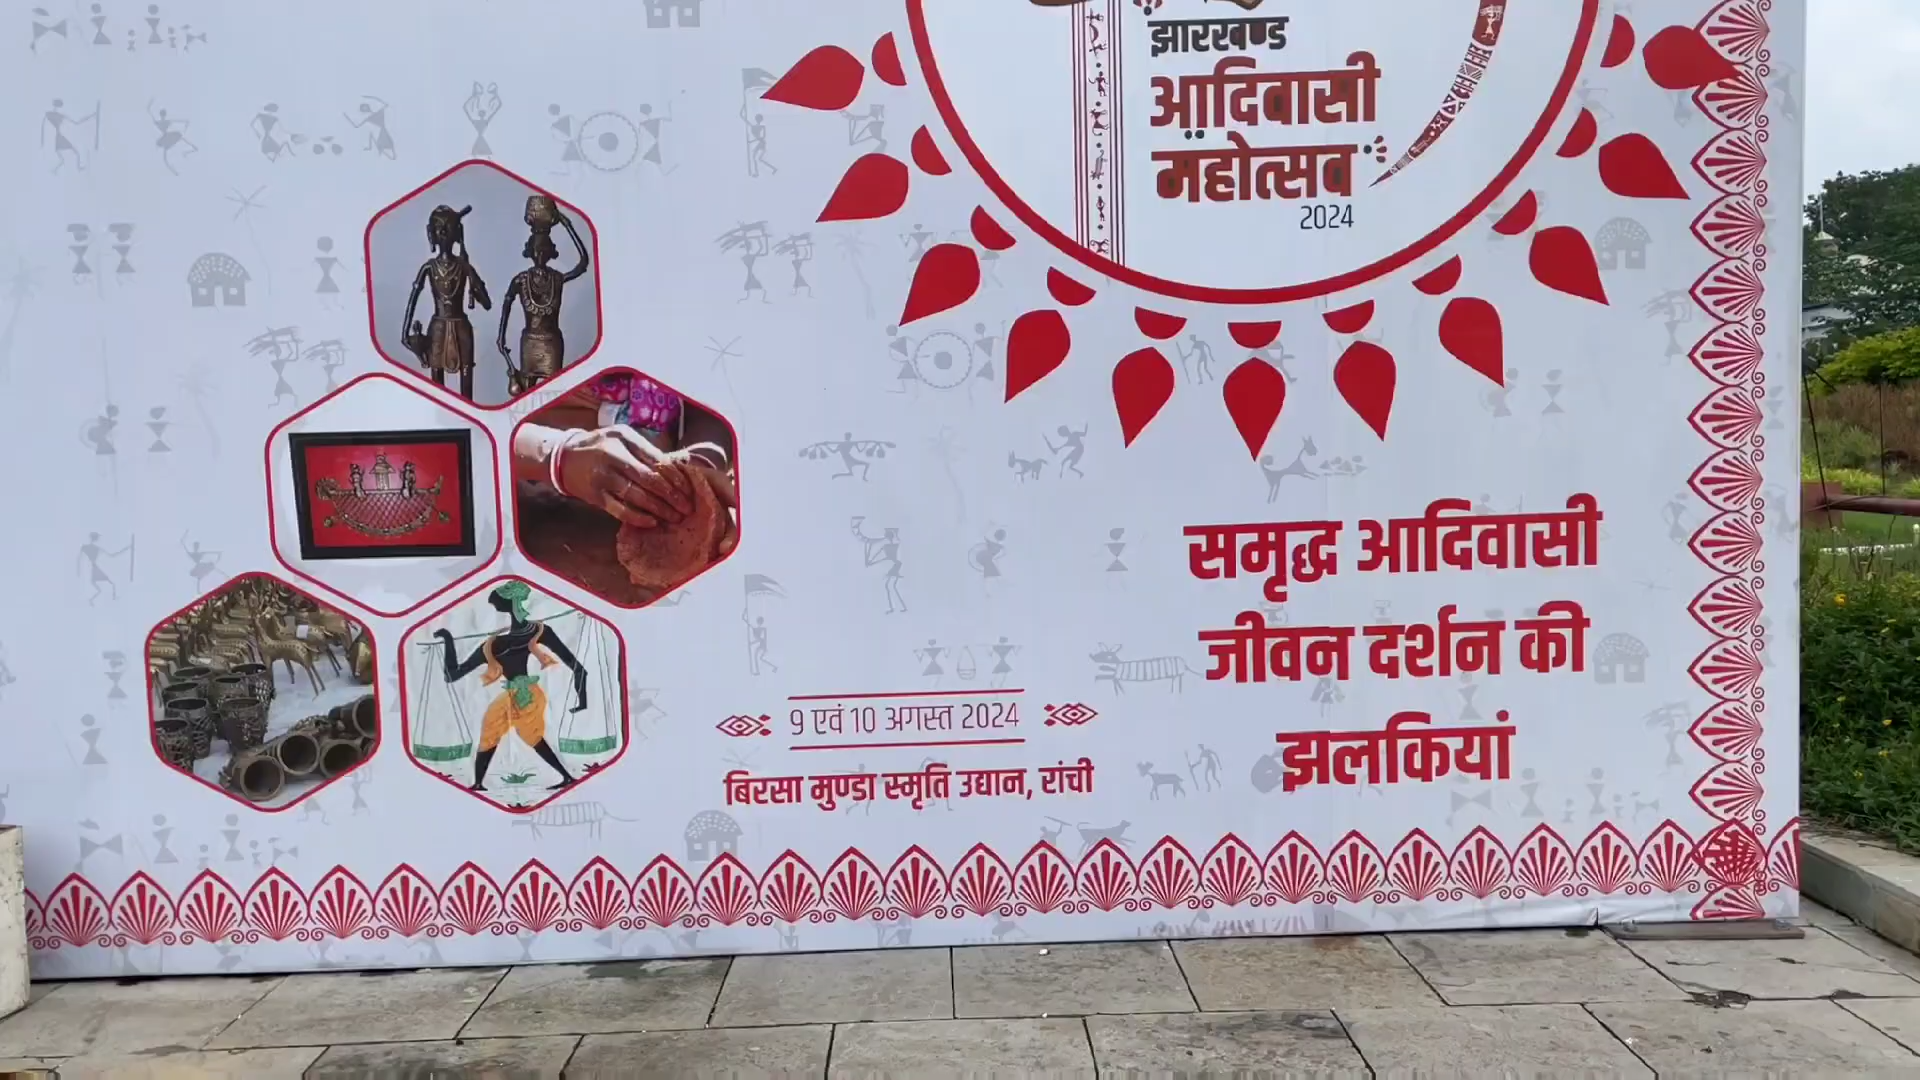 झारखण्ड
आदिवासी
महोत्सव
2024
समृद्ध आदिवासी
जीवन दर्शन की
झलकियां
9 एवं 10 अगस्त 2024
बिरसा मुण्डा स्मृति उद्यान, रांची